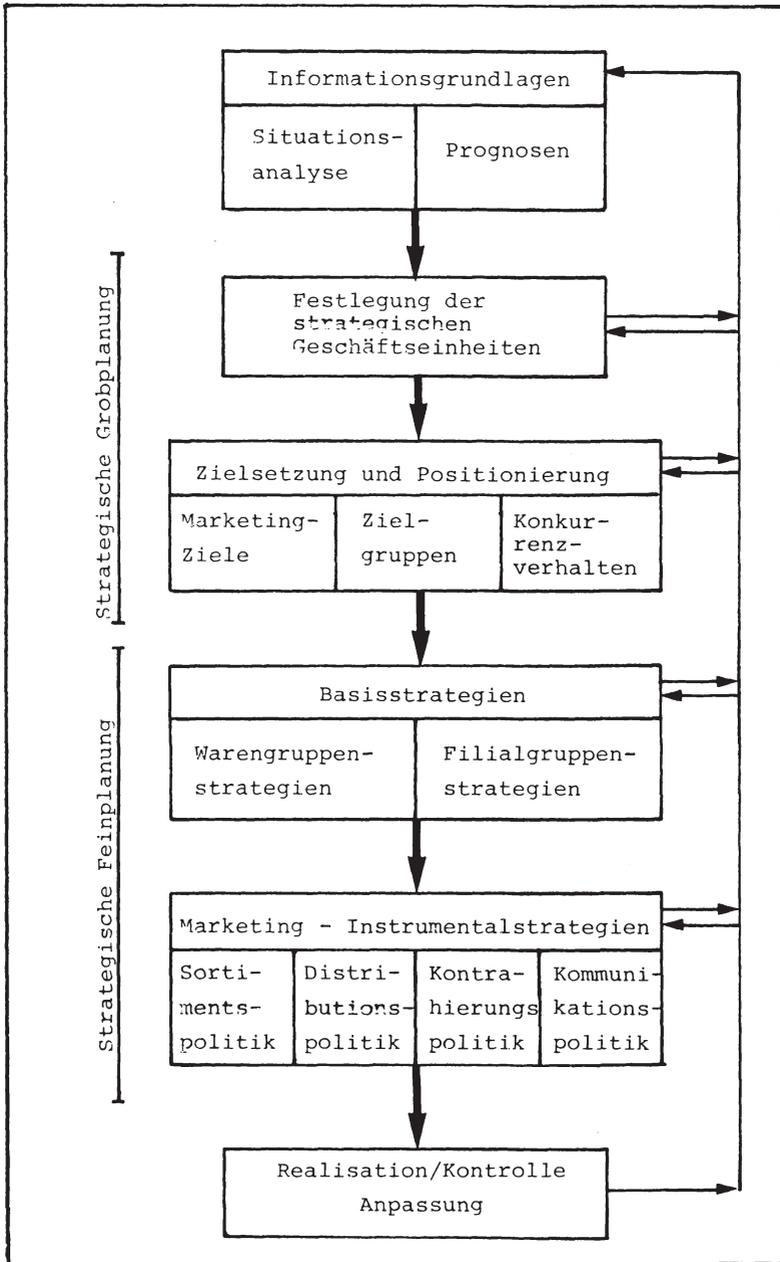 Informationsgrundlagen
Situations-
analyse
Prognosen
Strategische Grobplanung
Festlegung der
strategischen
Geschäftseinheiten
Zielsetzung und Positionierung
Marketing-
Ziele
Ziel-
gruppen
Konkur-
renz-
verhalten
Strategische Feinplanung
Basisstrategien
Warengruppen-
strategien
Filialgruppen-
strategien
Marketing - Instrumentalstrategien
Sorti-
ments-
politik
Distri-
butions-
politik
Kontra-
hierungs
politik
Kommuni-
kations-
politik
Realisation/Kontrolle
Anpassung